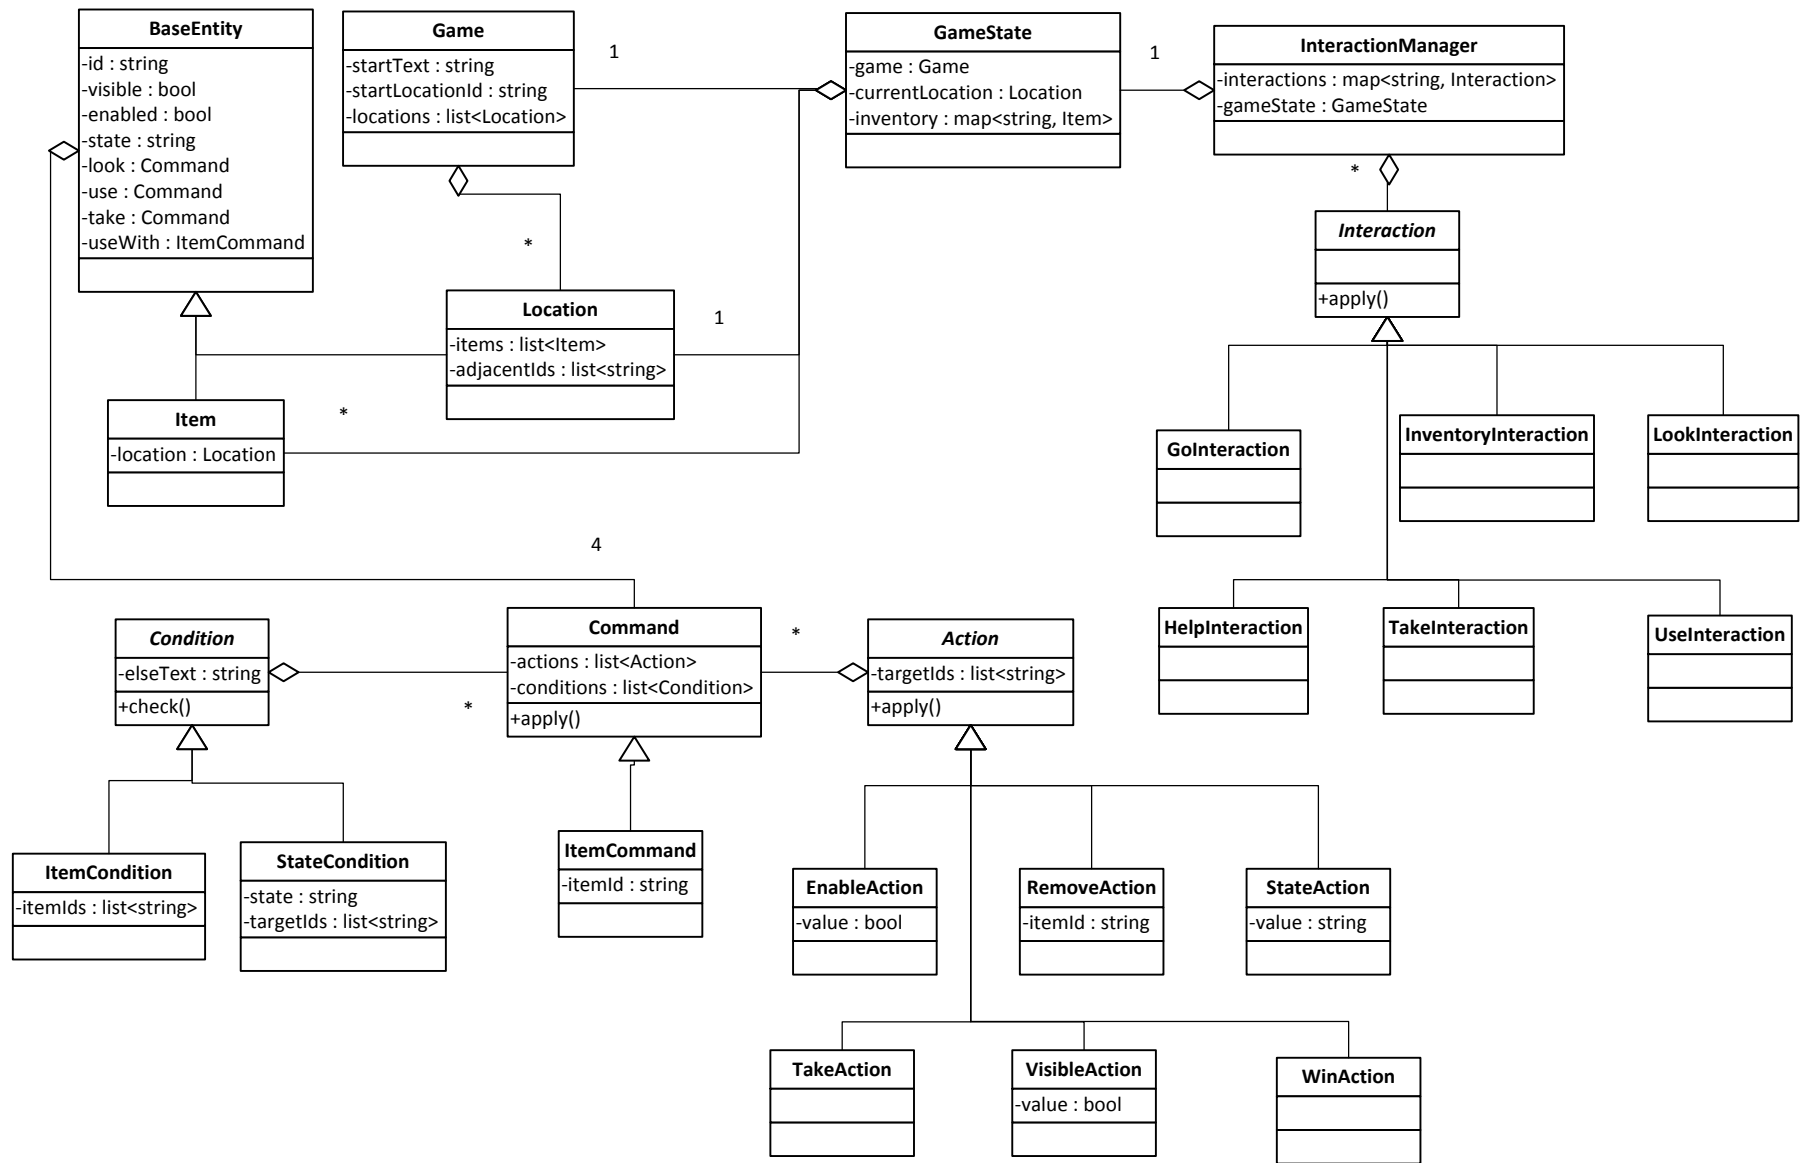 BaseEntity
-id : string
-visible : bool
-enabled : bool
-state : string
-look : Command
-use : Command
-take : Command
-useWith : ItemCommand
Game
-startText : string
-startLocationId : string
-locations : list<Location>
1
GameState
-game : Game
-currentLocation : Location
-inventory : map<string, Item>
1
InteractionManager
-interactions : map<string, Interaction>
-gameState : GameState
*
Interaction
+apply()
*
Location
-items : list<Item>
-adjacentIds : list<string>
1
Item
-location : Location
*
GoInteraction
InventoryInteraction
LookInteraction
HelpInteraction
TakeInteraction
UseInteraction
4
Condition
-elseText : string
+check()
*
Command
-actions : list<Action>
-conditions : list<Condition>
+apply()
*
Action
-targetIds : list<string>
+apply()
ItemCondition
-itemIds : list<string>
StateCondition
-state : string
-targetIds : list<string>
ItemCommand
-itemId : string
EnableAction
-value : bool
RemoveAction
-itemId : string
StateAction
-value : string
TakeAction
VisibleAction
-value : bool
WinAction